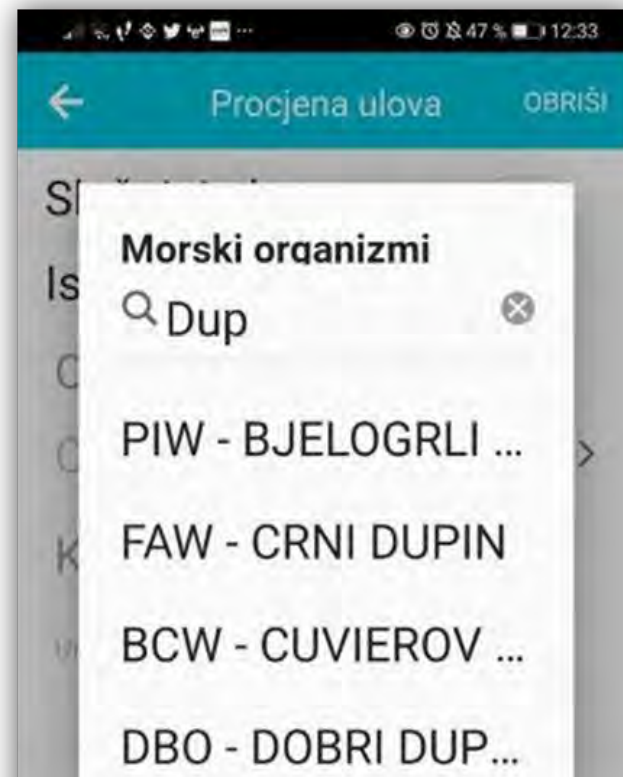 47 % 12:33
Procjena ulova OBRIŠI
Morski organizmi
Dup
PIW - BJELOGRLI ...
FAW - CRNI DUPIN
BCW - CUVIEROV ...
DBO - DOBRI DUP...